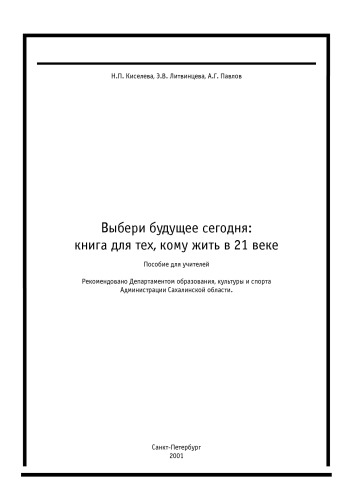 Н.П. Киселева, Э.В. Литвинцева, А.Г. Павлов
Выбери будущее сегодня:
книга для тех, кому жить в 21 веке
Пособие для учителей
Рекомендовано Департаментом образования, культуры и спорта
Администрации Сахалинской области.
Санкт-Петербург
2001